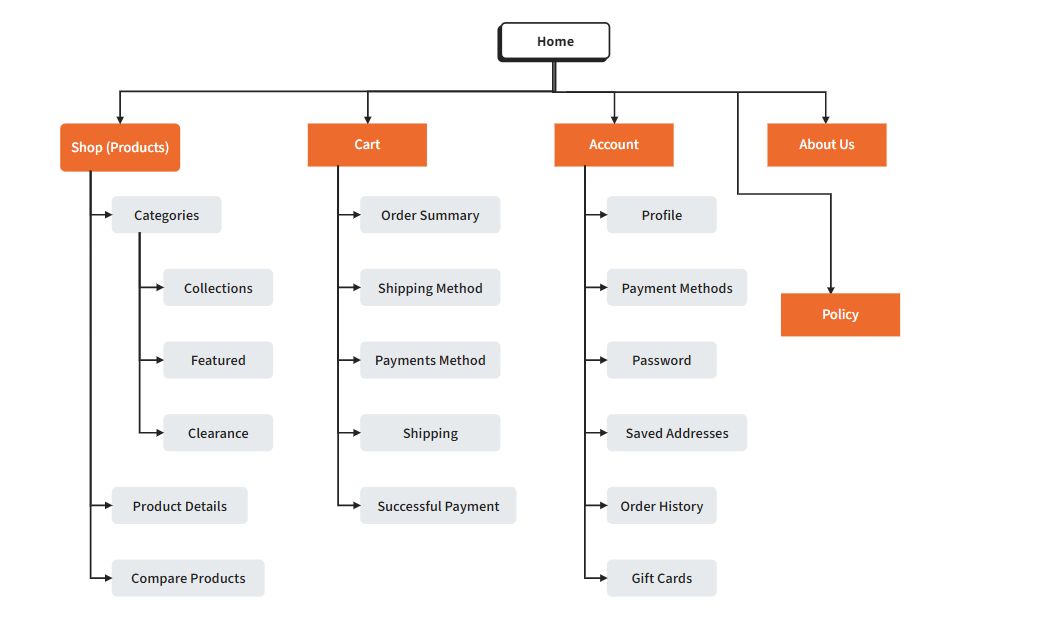 Home
Shop (Products)
Cart
Account
About Us
Categories
Order Summary
Profile
Collections
Shipping Method
Payment Methods
Policy
Featured
Payments Method
Password
Clearance
Shipping
Saved Addresses
Product Details
Successful Payment
Order History
Compare Products
Gift Cards